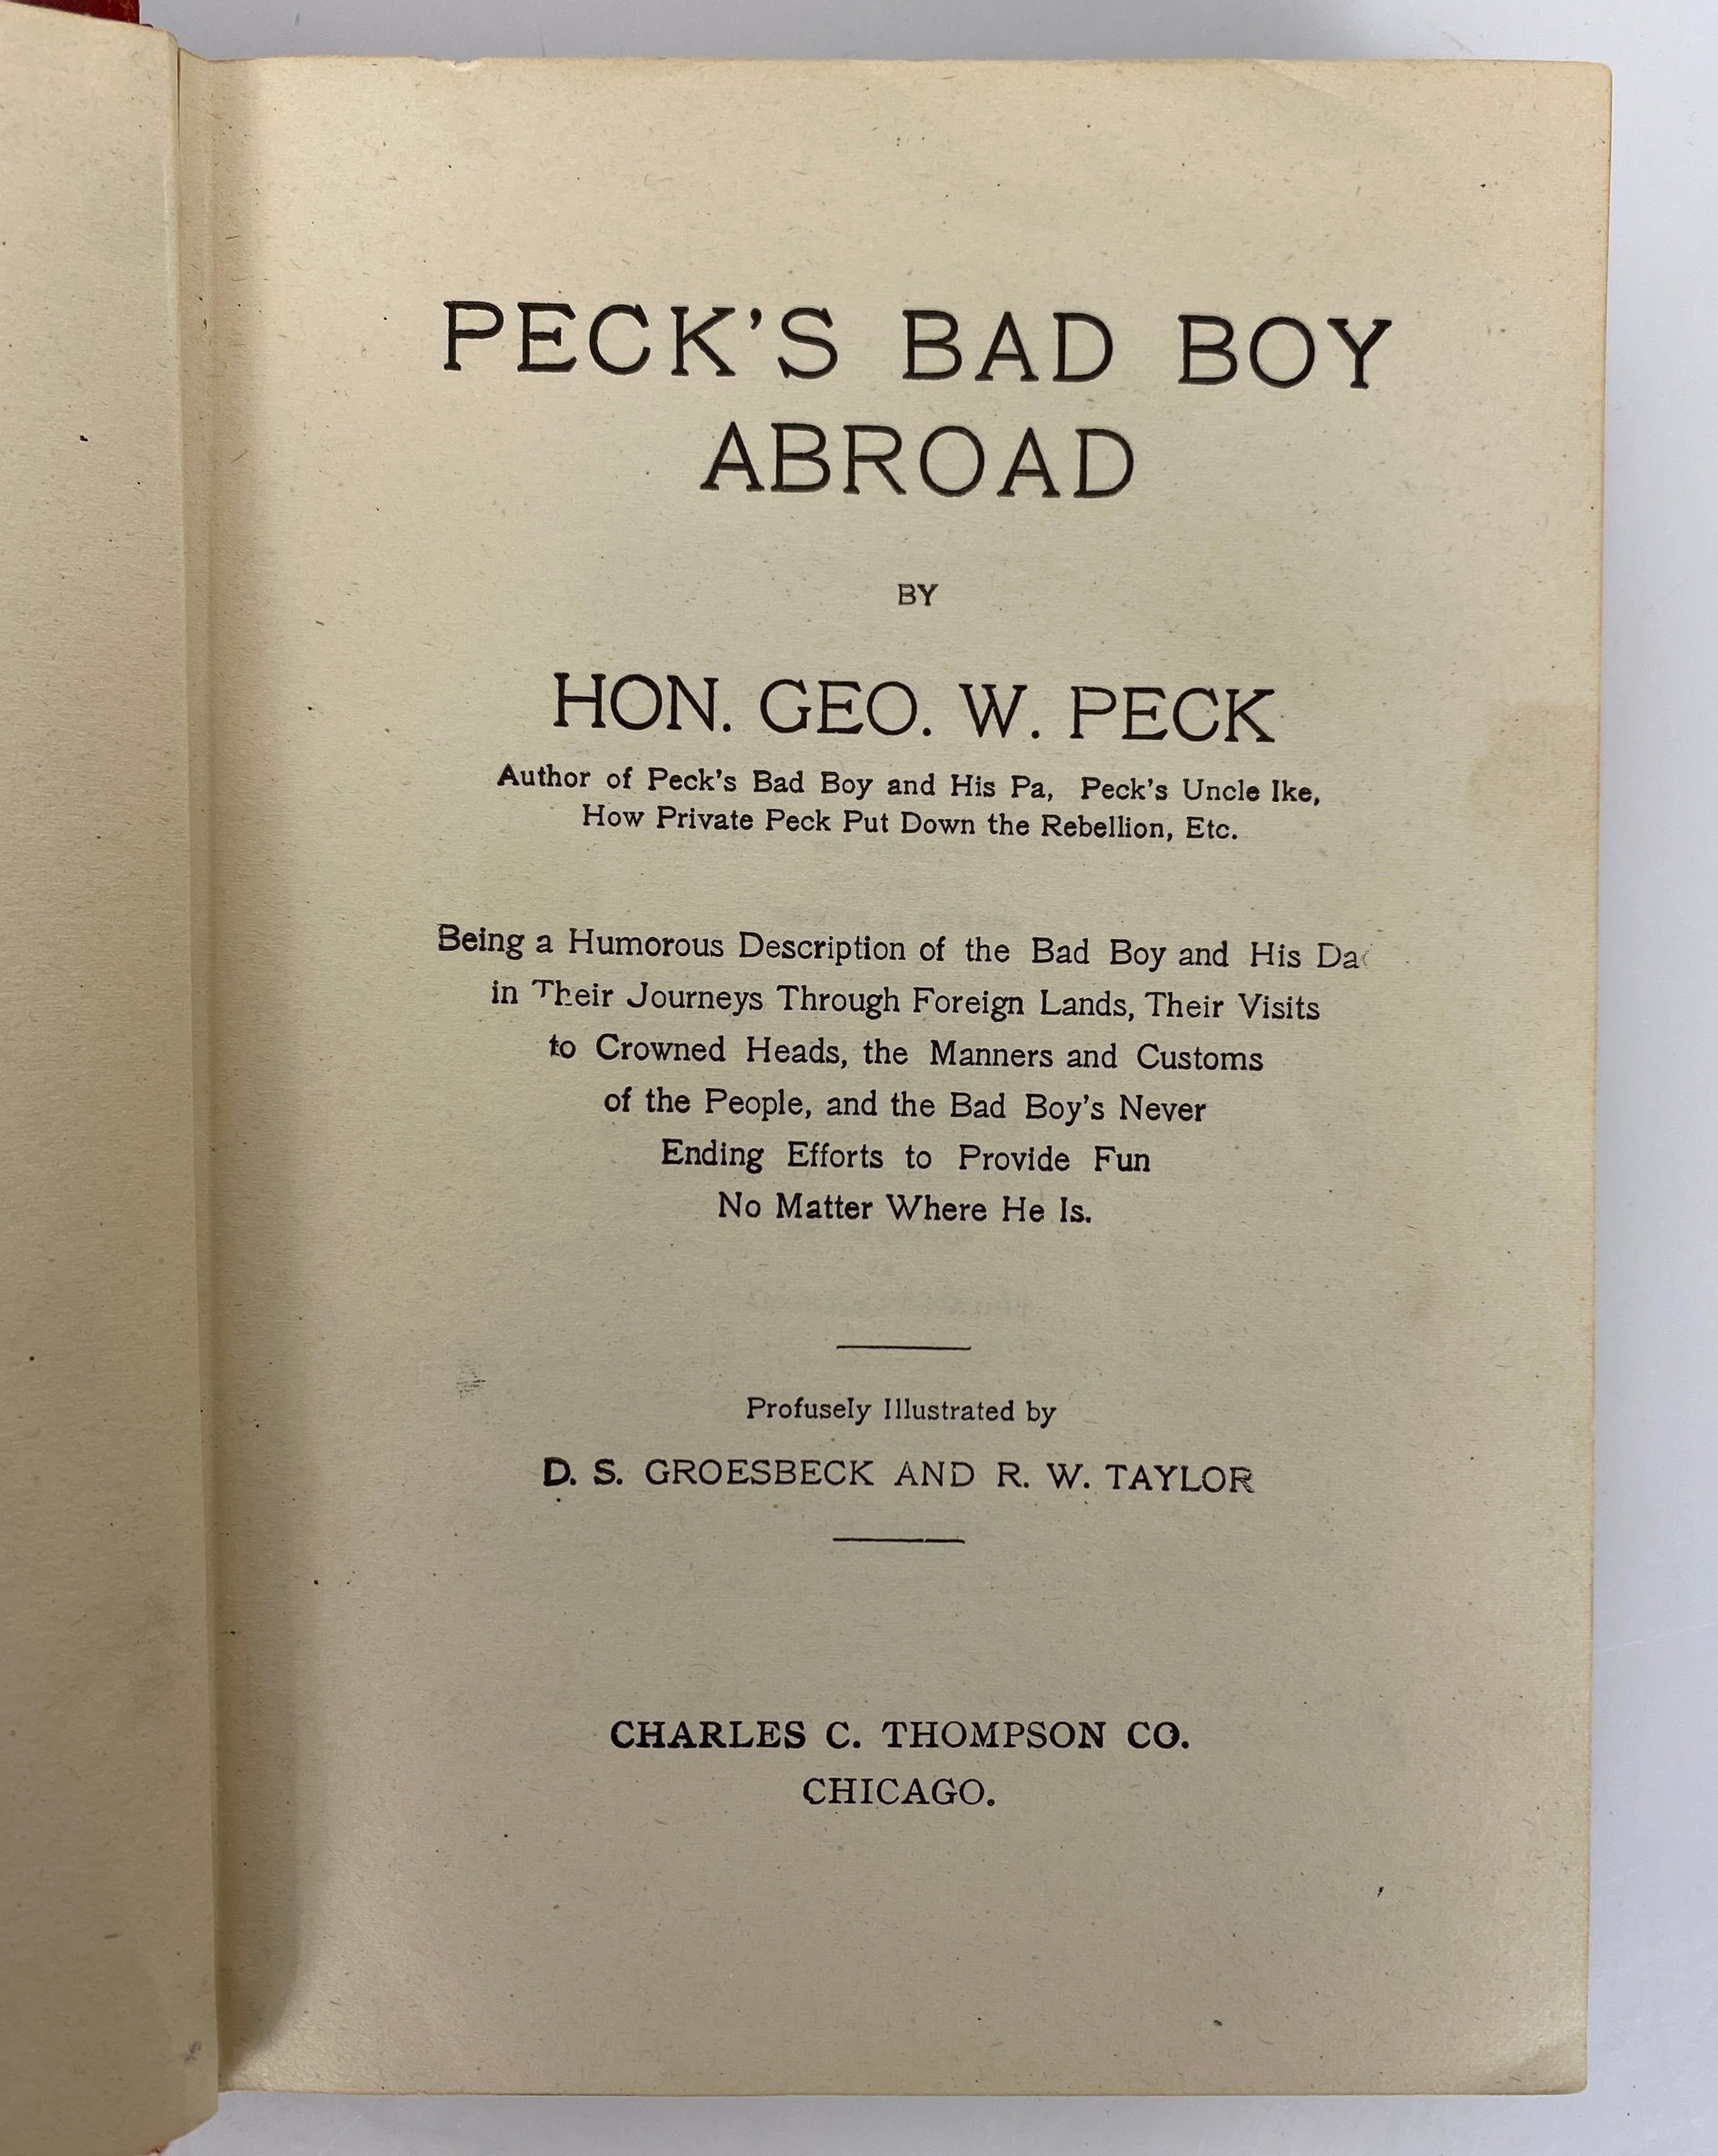 PECK'S BAD BOY
ABROAD
BY
HON. GEO. W. PECK
Author of Peck's Bad Boy and His Pa, Peck's Uncle Ike,
How Private Peck Put Down the Rebellion, Etc.
Being a Humorous Description of the Bad Boy and His Dad
in Their Journeys Through Foreign Lands, Their Visits
to Crowned Heads, the Manners and Customs
of the People, and the Bad Boy's Never
Ending Efforts to Provide Fun
No Matter Where He Is.
Profusely Illustrated by
D. S. GROESBECK AND R. W. TAYLOR
CHARLES C. THOMPSON CO.
CHICAGO.